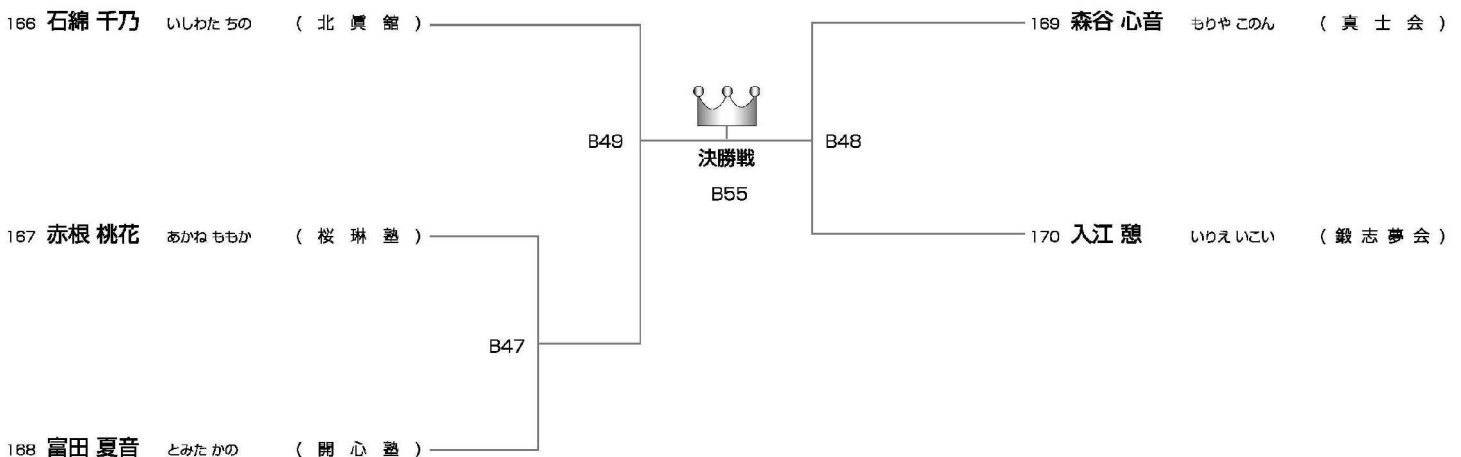 166 石綿 千乃 いしわた ちの ( 北 眞 舘 )
B49
167 赤根 桃花 あかね ももか ( 桜 琳 塾 )
B47
168 富田 夏音 とみた かの ( 開 心 塾 )
決勝戦
B55
169 森谷 心音 もりや このん ( 真 士 会 )
B48
170 入江 憩 いりえ いこい ( 鍛 志 夢 会 )